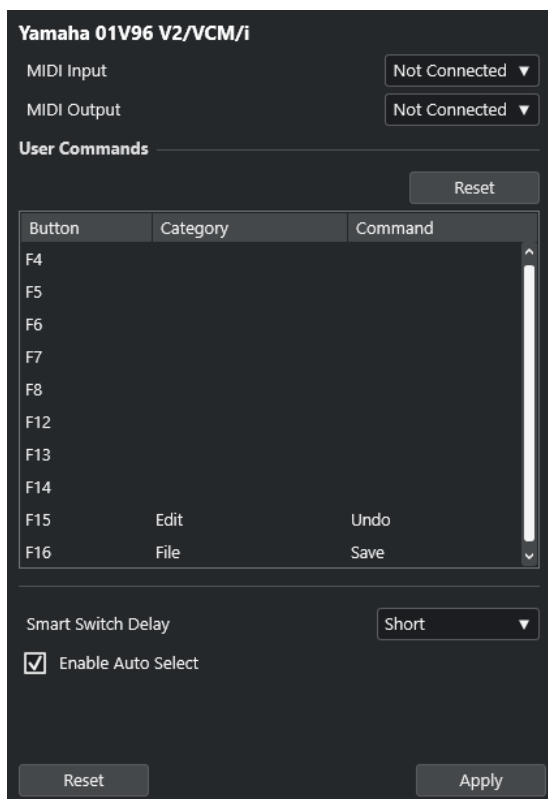 Yamaha 01V96 V2/VCM/i
MIDI Input Not Connected
MIDI Output Not Connected
User Commands
Reset
Button Category Command
F4
F5
F6
F7
F8
F12
F13
F14
F15 Edit Undo
F16 File Save
Smart Switch Delay Short
Enable Auto Select
Reset Apply